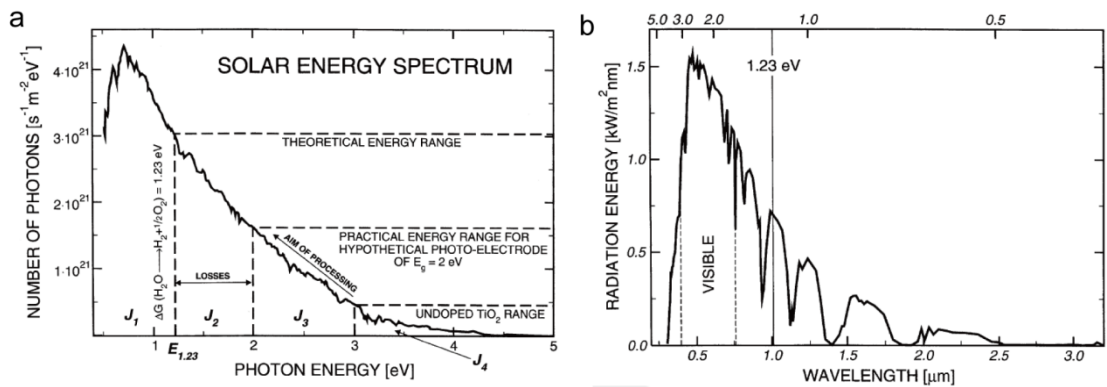 a
SOLAR ENERGY SPECTRUM
NUMBER OF PHOTONS [s⁻¹m⁻²eV⁻¹]
4·10²¹
3·10²¹
2·10²¹
1·10²¹
THEORETICAL ENERGY RANGE
ΔG (H₂O ⟶H₂+½O₂) = 1.23 eV
PRACTICAL ENERGY RANGE FOR
HYPOTHETICAL PHOTO-ELECTRODE
OF E_g = 2 eV
AIM OF PROCESSING
LOSSES
UNDOPED TiO₂ RANGE
J₁
J₂
J₃
J₄
1 2 3 4 5
E₁.₂₃
PHOTON ENERGY [eV]
b
5.0 3.0 2.0 1.0 0.5
1.23 eV
RADIATION ENERGY [kW/m²nm]
1.5
1.0
0.5
0.0
VISIBLE
0.5 1.0 1.5 2.0 2.5 3.0
WAVELENGTH [μm]